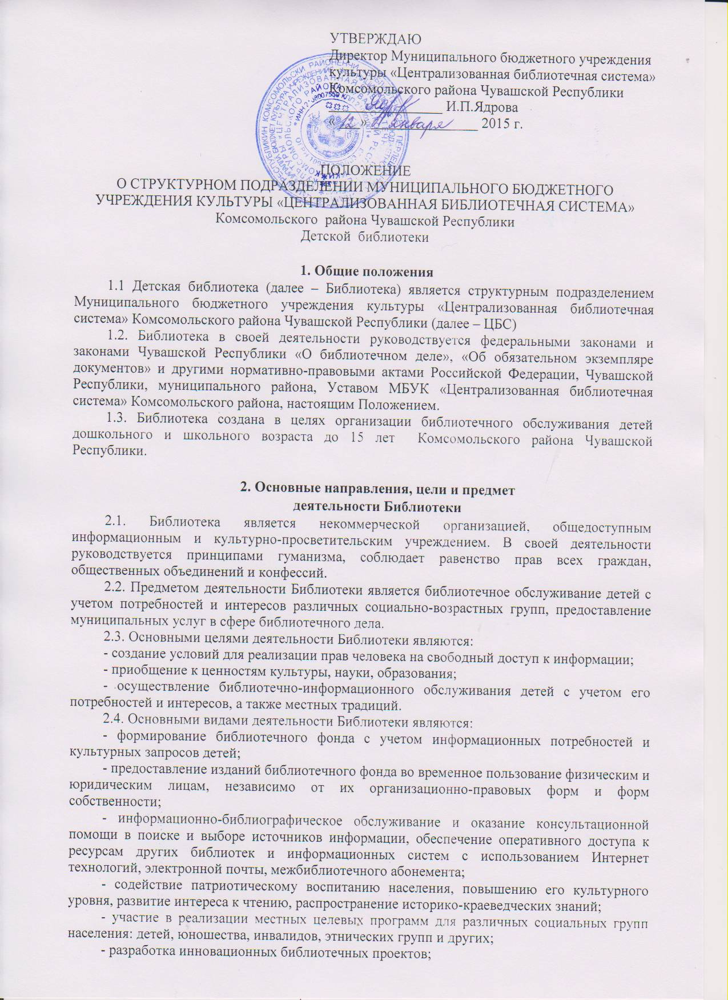 УТВЕРЖДАЮ
Директор Муниципального бюджетного учреждения
культуры «Централизованная библиотечная система»
Комсомольского района Чувашской Республики
И.П.Ядрова
« 12 » января 2015 г.
ПОЛОЖЕНИЕ
О СТРУКТУРНОМ ПОДРАЗДЕЛЕНИИ МУНИЦИПАЛЬНОГО БЮДЖЕТНОГО
УЧРЕЖДЕНИЯ КУЛЬТУРЫ «ЦЕНТРАЛИЗОВАННАЯ БИБЛИОТЕЧНАЯ СИСТЕМА»
Комсомольского района Чувашской Республики
Детской библиотеки
1. Общие положения
1.1 Детская библиотека (далее – Библиотека) является структурным подразделением
Муниципального бюджетного учреждения культуры «Централизованная библиотечная
система» Комсомольского района Чувашской Республики (далее – ЦБС)
1.2. Библиотека в своей деятельности руководствуется федеральными законами и
законами Чувашской Республики «О библиотечном деле», «Об обязательном экземпляре
документов» и другими нормативно-правовыми актами Российской Федерации, Чувашской
Республики, муниципального района, Уставом МБУК «Централизованная библиотечная
система» Комсомольского района, настоящим Положением.
1.3. Библиотека создана в целях организации библиотечного обслуживания детей
дошкольного и школьного возраста до 15 лет Комсомольского района Чувашской
Республики.
2. Основные направления, цели и предмет
деятельности Библиотеки
2.1. Библиотека является некоммерческой организацией, общедоступным
информационным и культурно-просветительским учреждением. В своей деятельности
руководствуется принципами гуманизма, соблюдает равенство прав всех граждан,
общественных объединений и конфессий.
2.2. Предметом деятельности Библиотеки является библиотечное обслуживание детей с
учетом потребностей и интересов различных социально-возрастных групп, предоставление
муниципальных услуг в сфере библиотечного дела.
2.3. Основными целями деятельности Библиотеки являются:
- создание условий для реализации прав человека на свободный доступ к информации;
- приобщение к ценностям культуры, науки, образования;
- осуществление библиотечно-информационного обслуживания детей с учетом его
потребностей и интересов, а также местных традиций.
2.4. Основными видами деятельности Библиотеки являются:
- формирование библиотечного фонда с учетом информационных потребностей и
культурных запросов детей;
- предоставление изданий библиотечного фонда во временное пользование физическим и
юридическим лицам, независимо от их организационно-правовых форм и форм
собственности;
- информационно-библиографическое обслуживание и оказание консультационной
помощи в поиске и выборе источников информации, обеспечение оперативного доступа к
ресурсам других библиотек и информационных систем с использованием Интернет
технологий, электронной почты, межбиблиотечного абонемента;
- содействие патриотическому воспитанию населения, повышению его культурного
уровня, развитие интереса к чтению, распространение историко-краеведческих знаний;
- участие в реализации местных целевых программ для различных социальных групп
населения: детей, юношества, инвалидов, этнических групп и других;
- разработка инновационных библиотечных проектов;